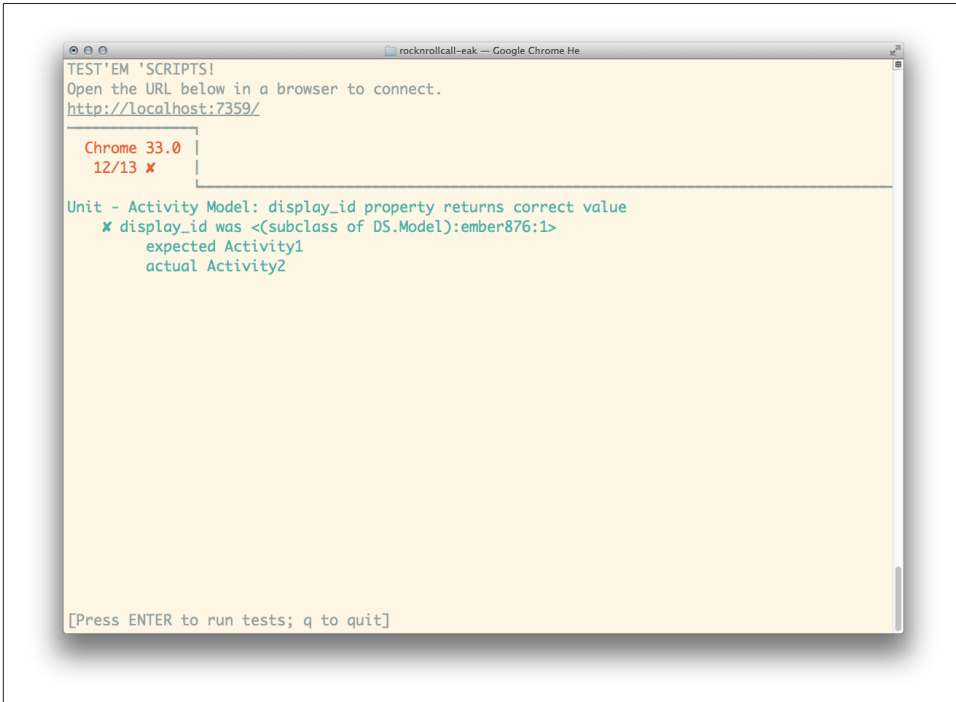 rocknrollcall-eak — Google Chrome He
TEST'EM 'SCRIPTS!
Open the URL below in a browser to connect.
http://localhost:7359/
Chrome 33.0
12/13 ✘
Unit - Activity Model: display_id property returns correct value
✘ display_id was <(subclass of DS.Model):ember876:1>
expected Activity1
actual Activity2
[Press ENTER to run tests; q to quit]